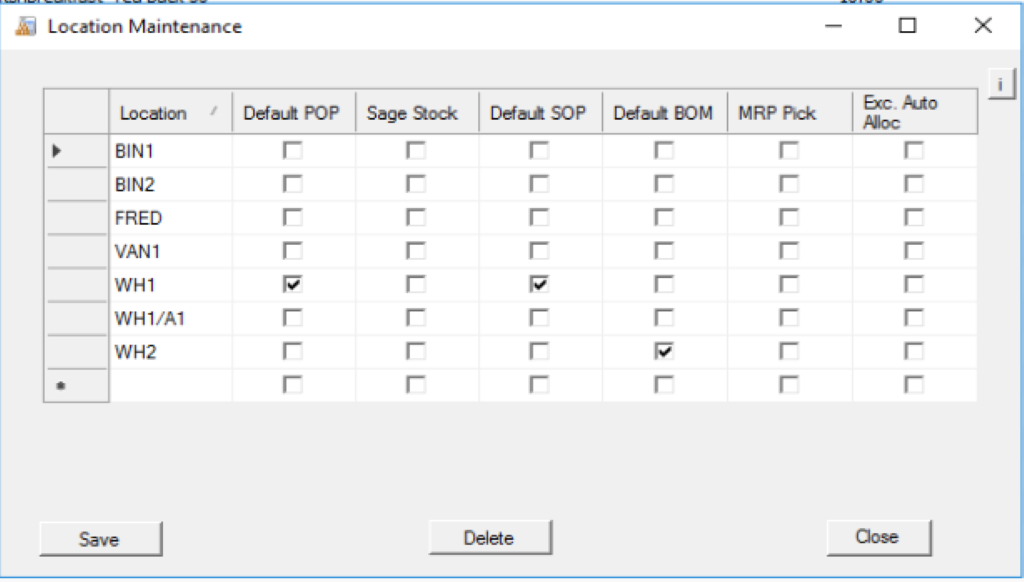 Location Maintenance
i
Location Default POP Sage Stock Default SOP Default BOM MRP Pick Exc. Auto Alloc
BIN1
BIN2
FRED
VAN1
WH1
WH1/A1
WH2
Save Delete Close